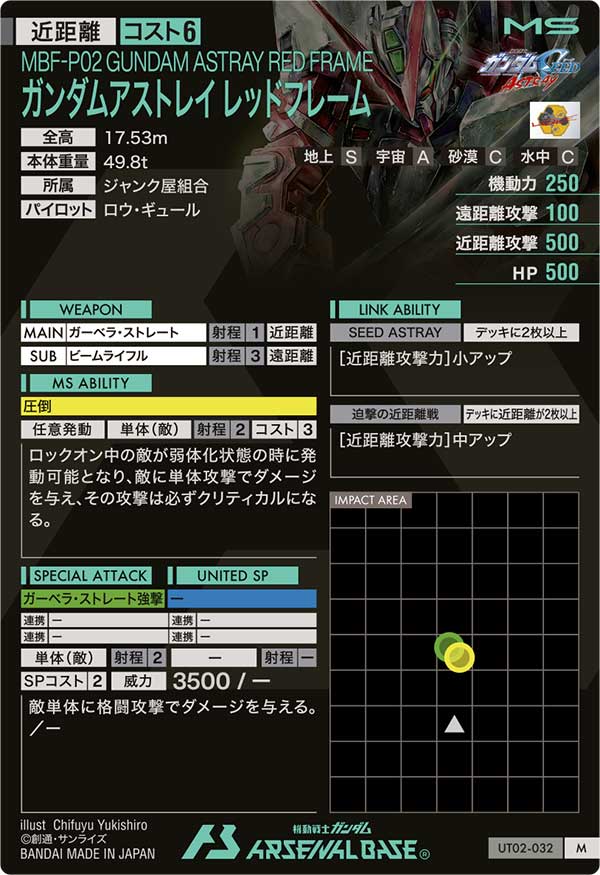 近距離 コスト6 MS
MBF-P02 GUNDAM ASTRAY RED FRAME
ガンダムアストレイ レッドフレーム
ガンダムSEED ASTRAY
全高 17.53m
本体重量 49.8t
所属 ジャンク屋組合
パイロット ロウ・ギュール
地上 S 宇宙 A 砂漠 C 水中 C
機動力 250
遠距離攻撃 100
近距離攻撃 500
HP 500
WEAPON
MAIN ガーベラ・ストレート 射程 1 近距離
SUB ビームライフル 射程 3 遠距離
MS ABILITY
圧倒
任意発動 単体(敵) 射程 2 コスト 3
ロックオン中の敵が弱体化状態の時に発
動可能となり、敵に単体攻撃でダメージ
を与え、その攻撃は必ずクリティカルにな
る。
LINK ABILITY
SEED ASTRAY デッキに2枚以上
[近距離攻撃力]小アップ
迫撃の近距離戦 デッキに近距離が2枚以上
[近距離攻撃力]中アップ
IMPACT AREA
SPECIAL ATTACK UNITED SP
ガーベラ・ストレート強撃 ー
連携 ー 連携 ー
連携 ー 連携 ー
単体(敵) 射程 2 ー 射程 ー
SPコスト 2 威力 3500 / ー
敵単体に格闘攻撃でダメージを与える。
/ー
illust Chifuyu Yukishiro
©創通・サンライズ
BANDAI MADE IN JAPAN
機動戦士ガンダム
ARSENAL BASE ®
UT02-032 M